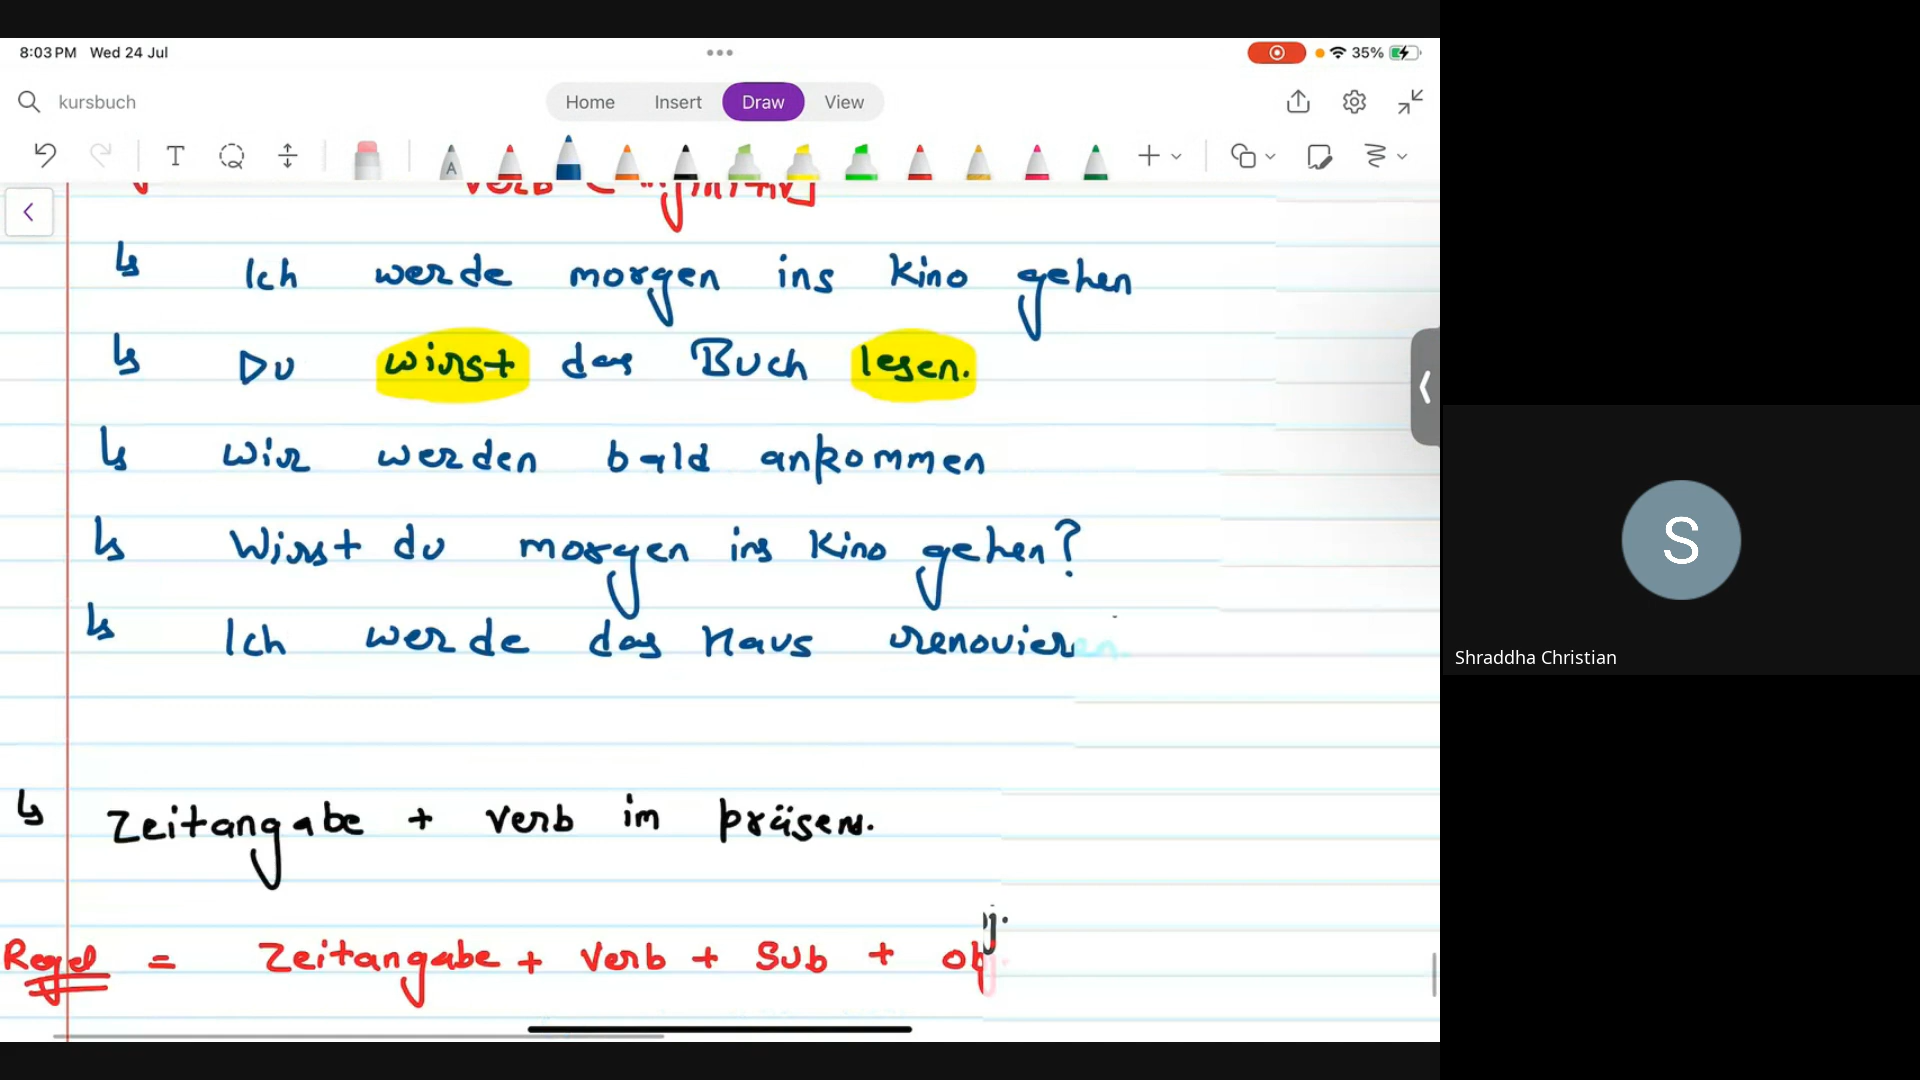 8:03 PM Wed 24 Jul
35%
kursbuch
Home Insert Draw View
verb
↳ Ich werde morgen ins Kino gehen
↳ Du wirst das Buch lesen.
↳ Wir werden bald ankommen
↳ Wirst du morgen ins Kino gehen?
↳ Ich werde das Haus renovieren.
↳ Zeitangabe + verb im präsens.
Regel = Zeitangabe + Verb + Sub + obj.
S
Shraddha Christian